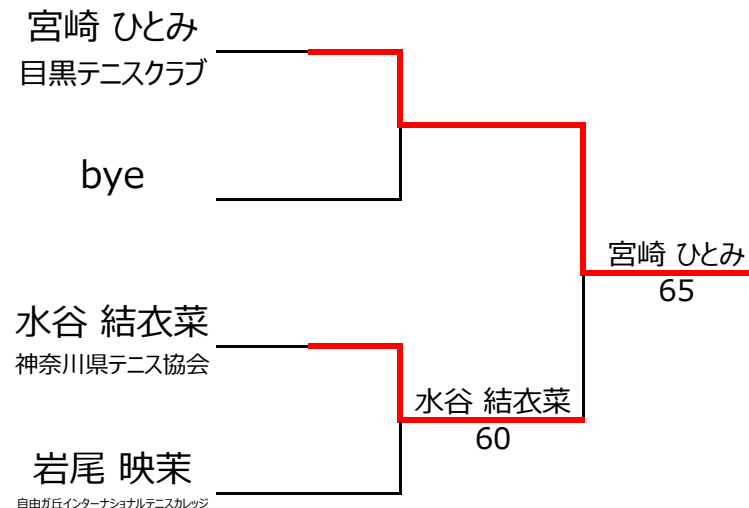 宮崎 ひとみ
目黒テニスクラブ
bye
宮崎 ひとみ
65
水谷 結衣菜
神奈川県テニス協会
水谷 結衣菜
60
岩尾 映茉
自由ガ丘インターナショナルテニスカレッジ